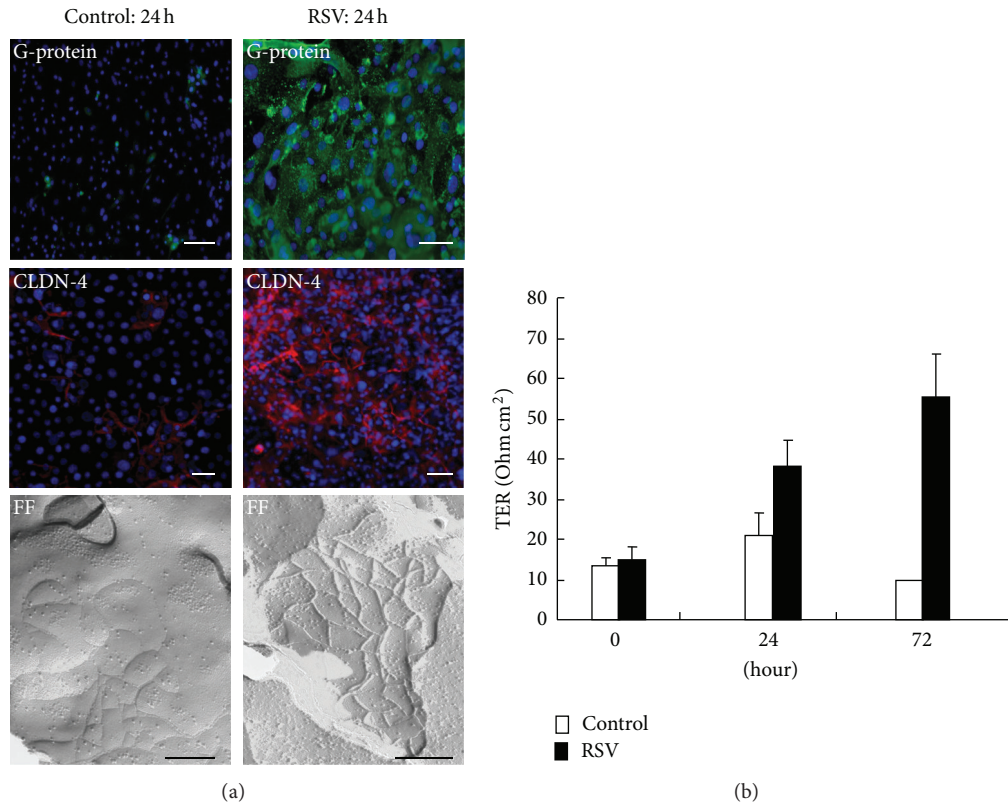 Control: 24 h
RSV: 24 h
G-protein
G-protein
CLDN-4
CLDN-4
FF
FF
(a)
TER (Ohm cm²)
80
70
60
50
40
30
20
10
0
0
24
72
(hour)
Control
RSV
(b)